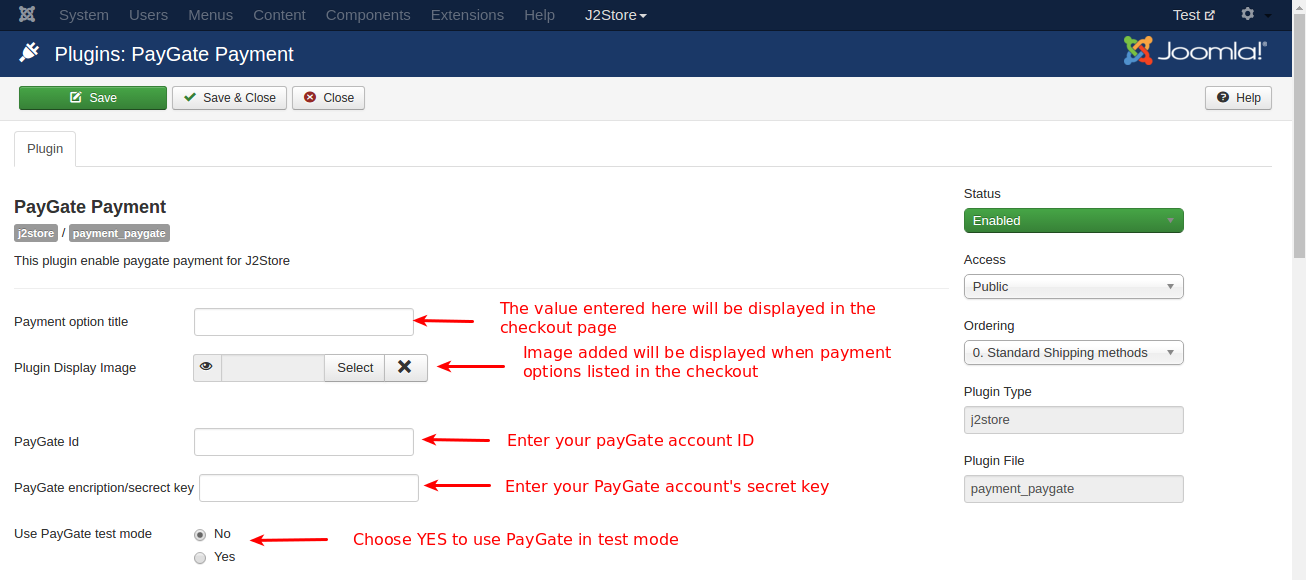 System Users Menus Content Components Extensions Help J2Store Test
Plugins: PayGate Payment Joomla!®
Save Save & Close Close Help
Plugin
PayGate Payment
j2store / payment_paygate
This plugin enable paygate payment for J2Store
Payment option title
The value entered here will be displayed in the
checkout page
Plugin Display Image Select
Image added will be displayed when payment
options listed in the checkout
PayGate Id
Enter your payGate account ID
PayGate encription/secrect key
Enter your PayGate account's secret key
Use PayGate test mode No
Yes
Choose YES to use PayGate in test mode
Status
Enabled
Access
Public
Ordering
0. Standard Shipping methods
Plugin Type
j2store
Plugin File
payment_paygate